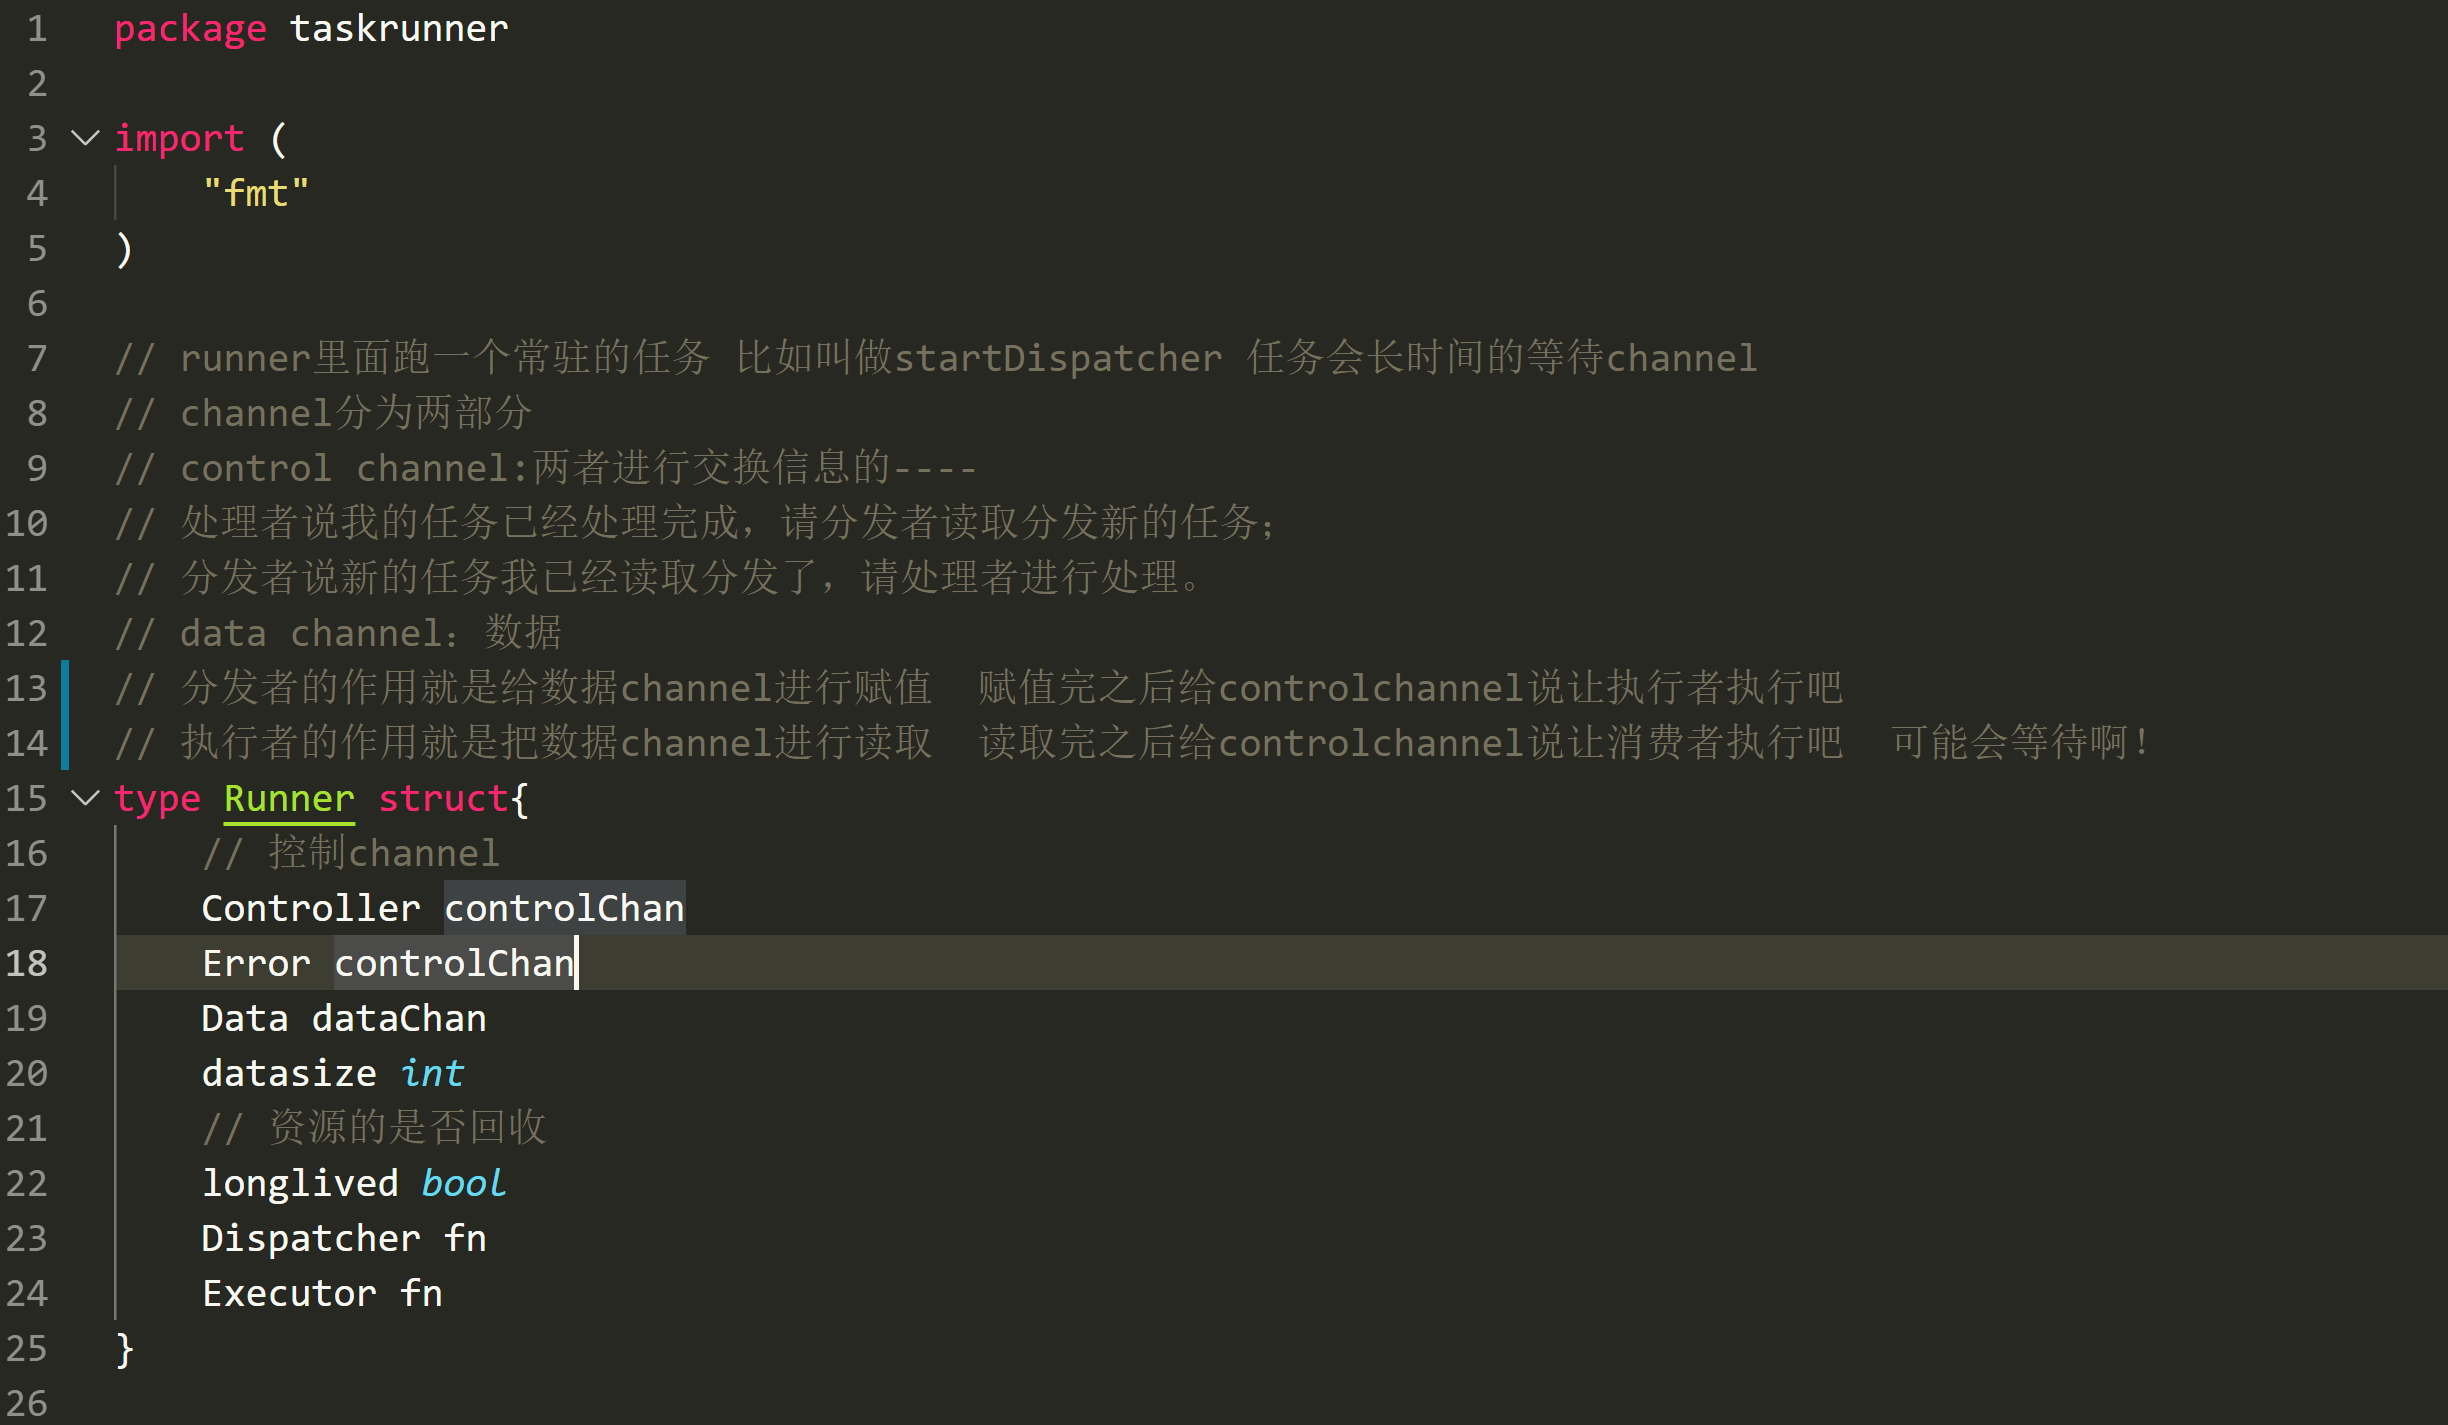 1 package taskrunner
2
3 import (
4 "fmt"
5 )
6
7 // runner里面跑一个常驻的任务 比如叫做startDispatcher 任务会长时间的等待channel
8 // channel分为两部分
9 // control channel:两者进行交换信息的----
10 // 处理者说我的任务已经处理完成，请分发者读取分发新的任务；
11 // 分发者说新的任务我已经读取分发了，请处理者进行处理。
12 // data channel：数据
13 // 分发者的作用就是给数据channel进行赋值  赋值完之后给controlchannel说让执行者执行吧
14 // 执行者的作用就是把数据channel进行读取  读取完之后给controlchannel说让消费者执行吧  可能会等待啊！
15 type Runner struct{
16 // 控制channel
17 Controller controlChan
18 Error controlChan
19 Data dataChan
20 datasize int
21 // 资源的是否回收
22 longlived bool
23 Dispatcher fn
24 Executor fn
25 }
26